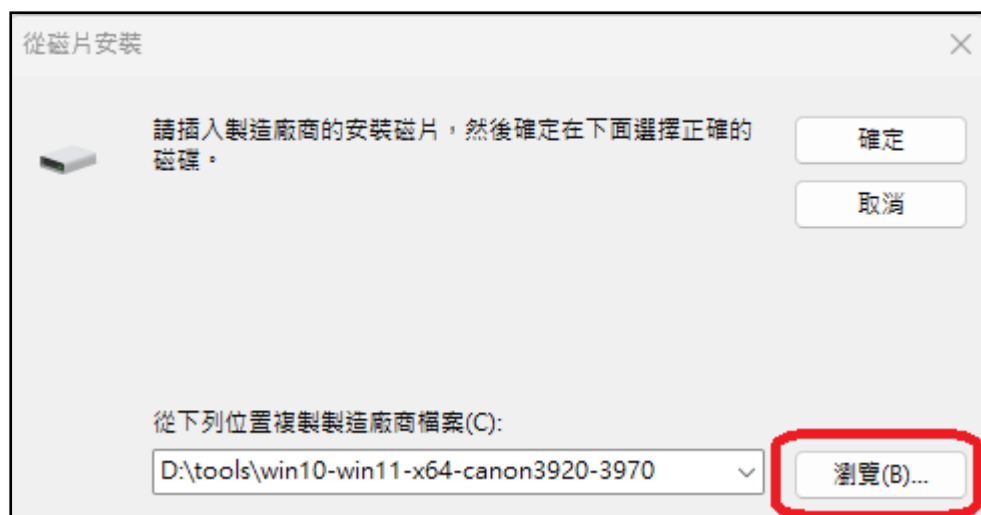 從磁片安裝
請插入製造廠商的安裝磁片，然後確定在下面選擇正確的
磁碟。
確定
取消
從下列位置複製製造廠商檔案(C):
D:\tools\win10-win11-x64-canon3920-3970
瀏覽(B)...